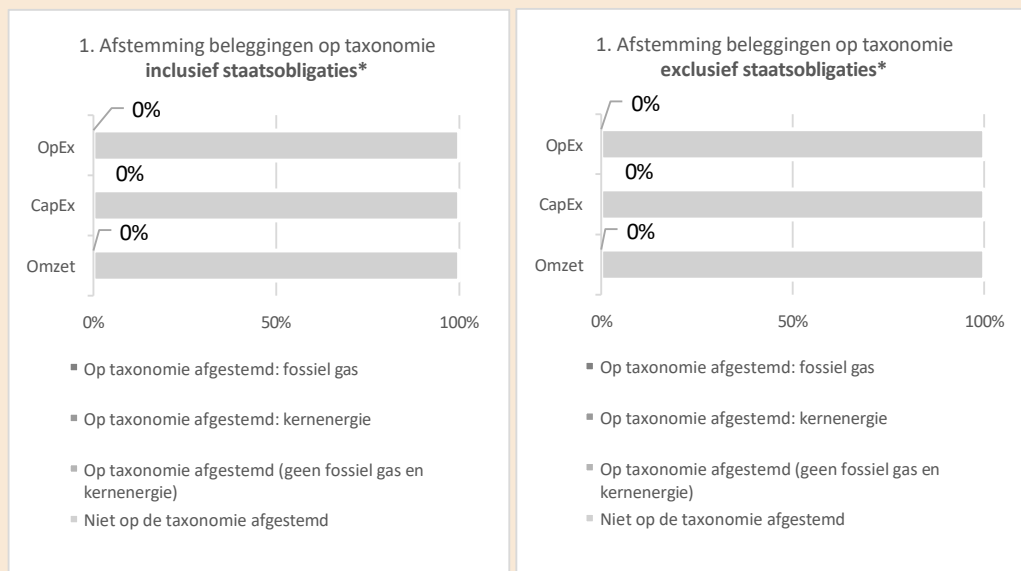 1. Afstemming beleggingen op taxonomie
inclusief staatsobligaties*
0%
OpEx
0%
CapEx
0%
Omzet
0%
50%
100%
Op taxonomie afgestemd: fossiel gas
Op taxonomie afgestemd: kernenergie
Op taxonomie afgestemd (geen fossiel gas en
kernenergie)
Niet op de taxonomie afgestemd
1. Afstemming beleggingen op taxonomie
exclusief staatsobligaties*
0%
OpEx
0%
CapEx
0%
Omzet
0%
50%
100%
Op taxonomie afgestemd: fossiel gas
Op taxonomie afgestemd: kernenergie
Op taxonomie afgestemd (geen fossiel gas en
kernenergie)
Niet op de taxonomie afgestemd